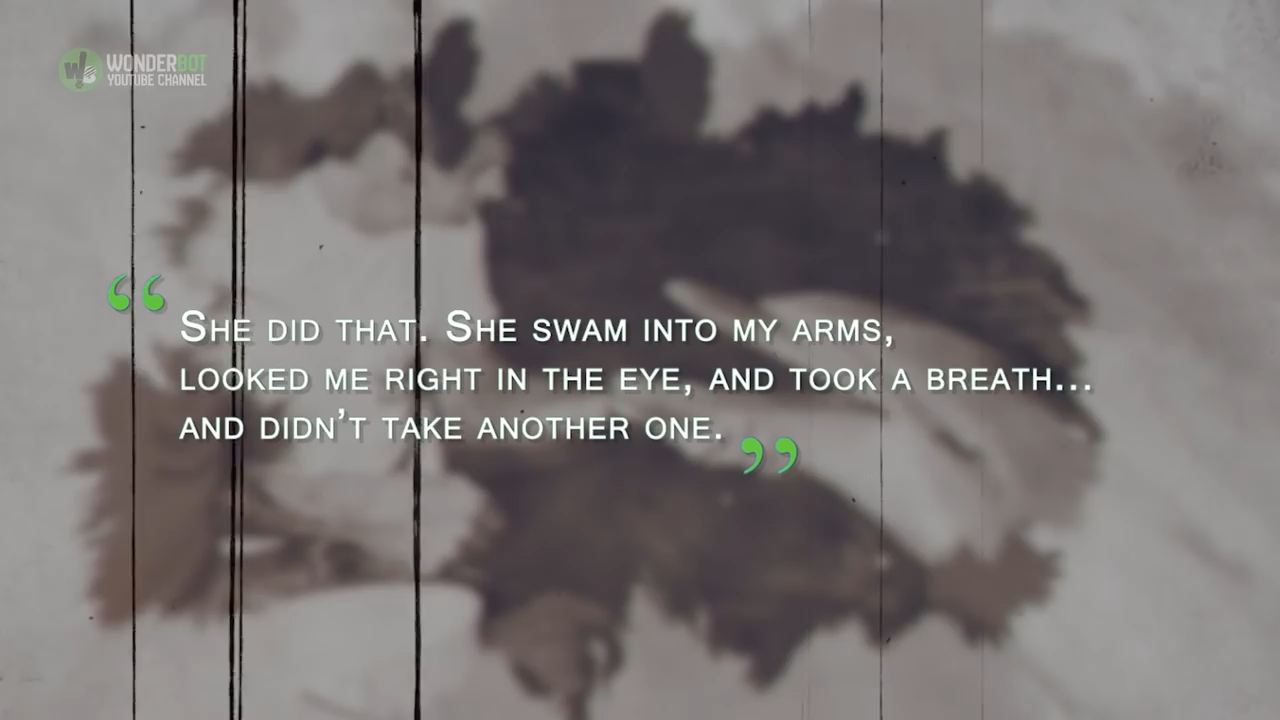 WONDERBOT
YOUTUBE CHANNEL
“ She did that. She swam into my arms,
looked me right in the eye, and took a breath...
and didn’t take another one. ”